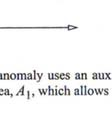 anomaly uses an aux
ea, A₁, which allows